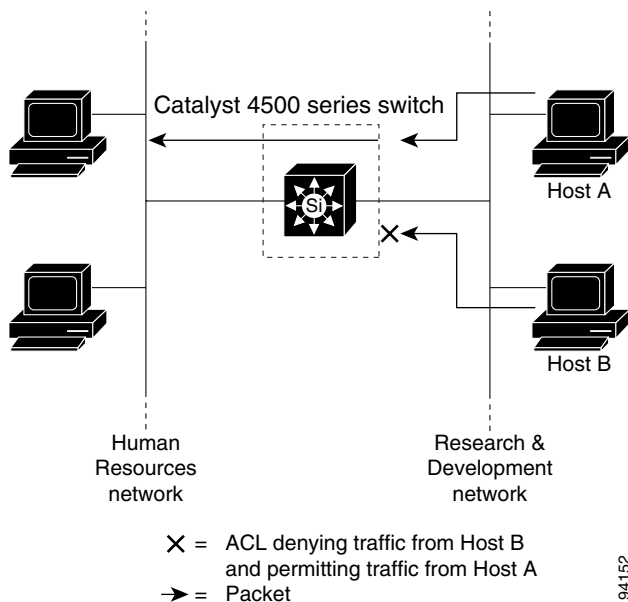 Catalyst 4500 series switch
Si
Host A
Host B
Human
Resources
network
Research &
Development
network
X = ACL denying traffic from Host B
and permitting traffic from Host A
→ = Packet
94152